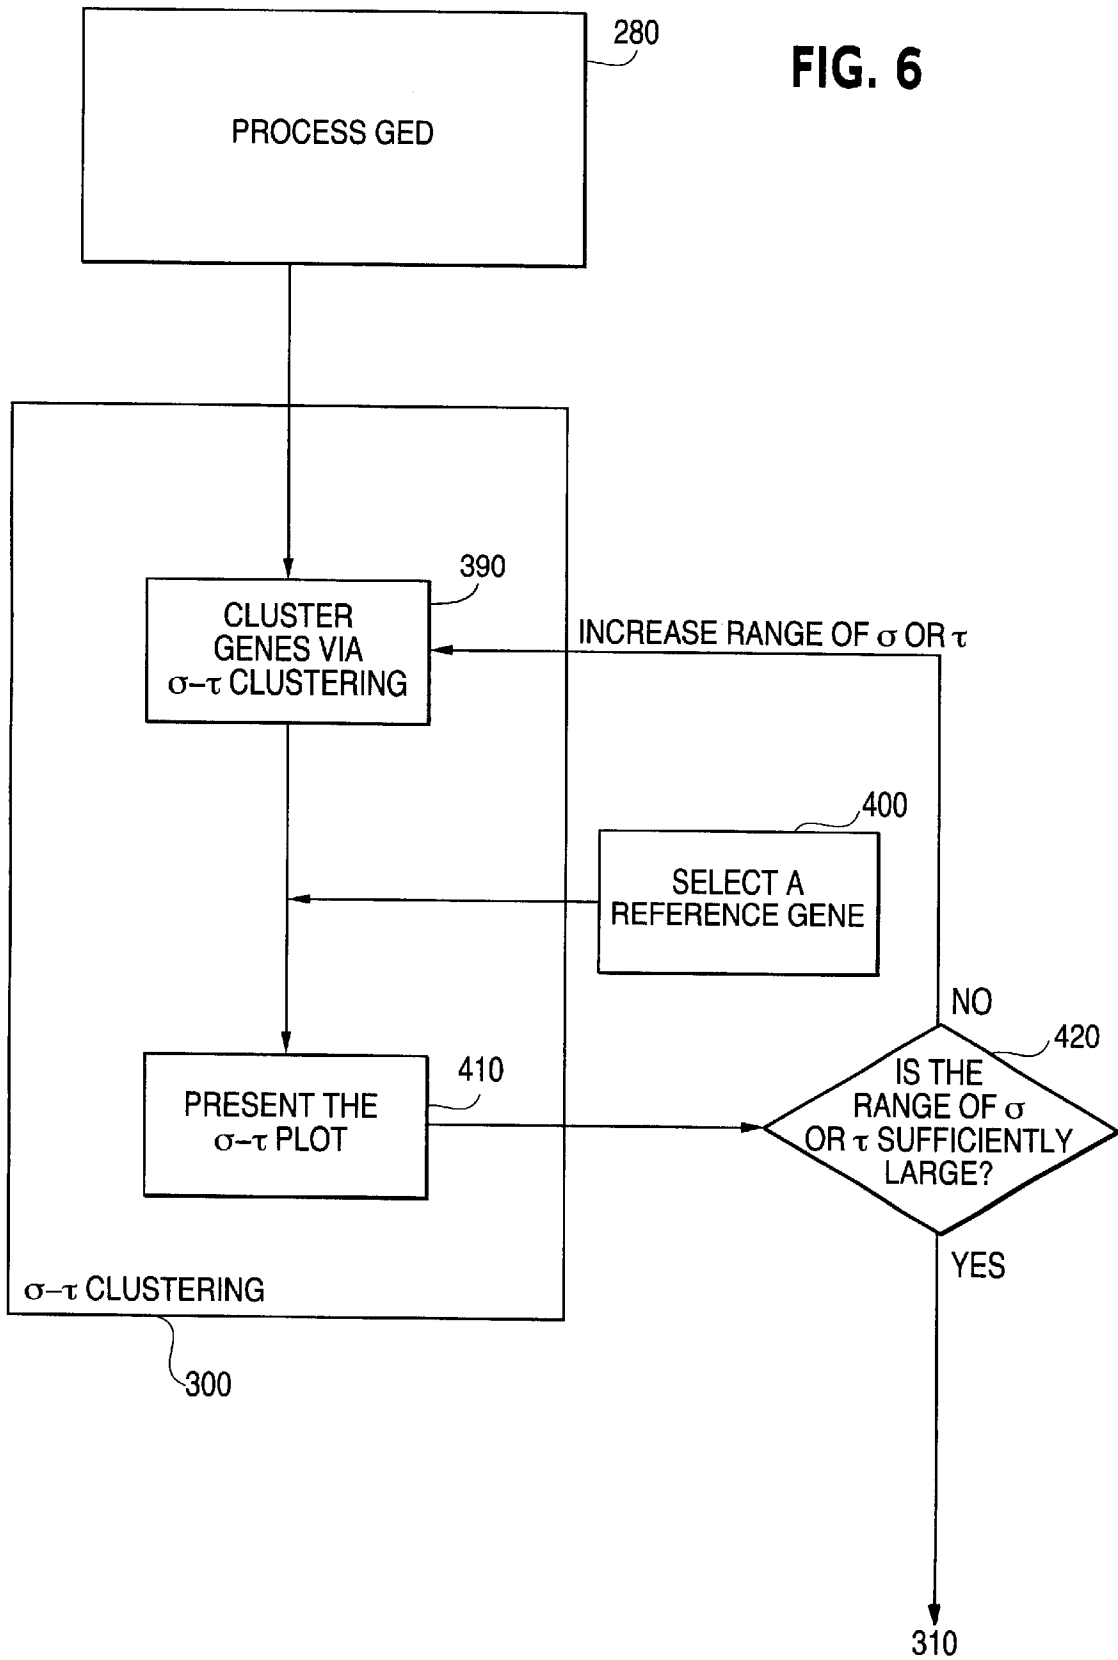 280
FIG. 6
PROCESS GED
390
CLUSTER
GENES VIA
σ–τ CLUSTERING
INCREASE RANGE OF σ OR τ
400
SELECT A
REFERENCE GENE
NO
420
410
PRESENT THE
σ–τ PLOT
IS THE
RANGE OF σ
OR τ SUFFICIENTLY
LARGE?
YES
σ–τ CLUSTERING
300
310